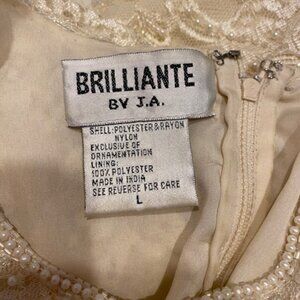 BRILLIANTE
BY J.A.
SHELL:POLYESTER&RAYON
NYLON
EXCLUSIVE OF
ORNAMENTATION
LINING:
100% POLYESTER
MADE IN INDIA
SEE REVERSE FOR CARE
L